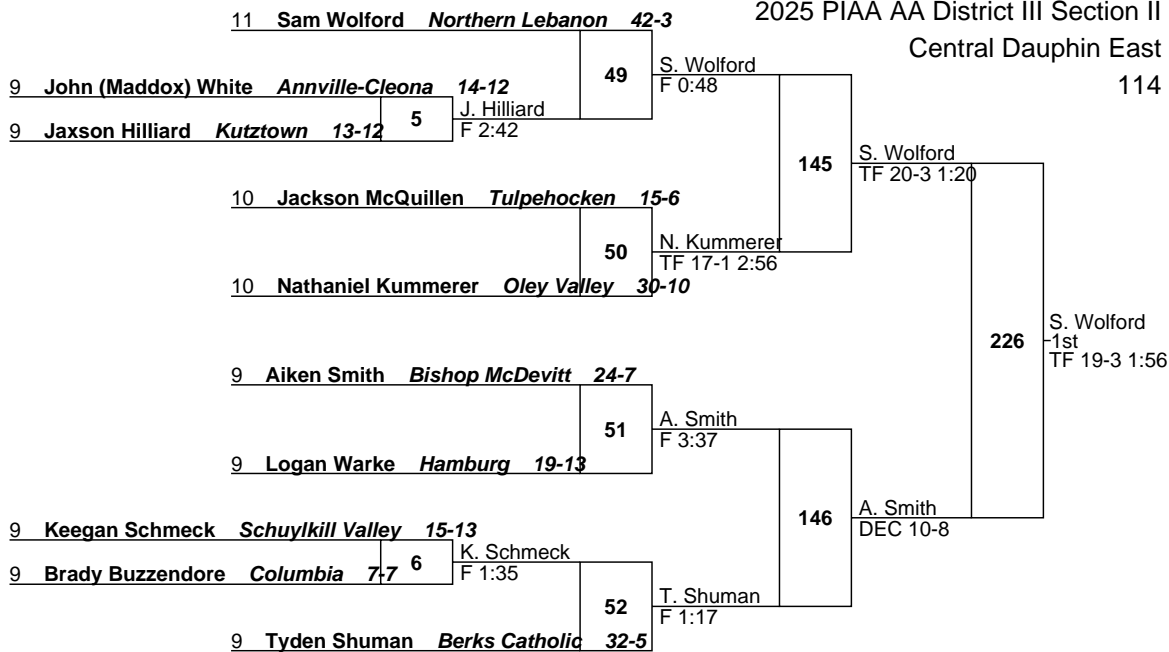 2025 PIAA AA District III Section II
Central Dauphin East
114
11 Sam Wolford Northern Lebanon 42-3
49
S. Wolford
F 0:48
9 John (Maddox) White Annville-Cleona 14-12
5
J. Hilliard
F 2:42
9 Jaxson Hilliard Kutztown 13-12
145
S. Wolford
TF 20-3 1:20
10 Jackson McQuillen Tulpehocken 15-6
50
N. Kummerer
TF 17-1 2:56
10 Nathaniel Kummerer Oley Valley 30-10
226
S. Wolford
1st
TF 19-3 1:56
9 Aiken Smith Bishop McDevitt 24-7
51
A. Smith
F 3:37
9 Logan Warke Hamburg 19-13
146
A. Smith
DEC 10-8
9 Keegan Schmeck Schuylkill Valley 15-13
6
K. Schmeck
F 1:35
9 Brady Buzzendore Columbia 7-7
52
T. Shuman
F 1:17
9 Tyden Shuman Berks Catholic 32-5